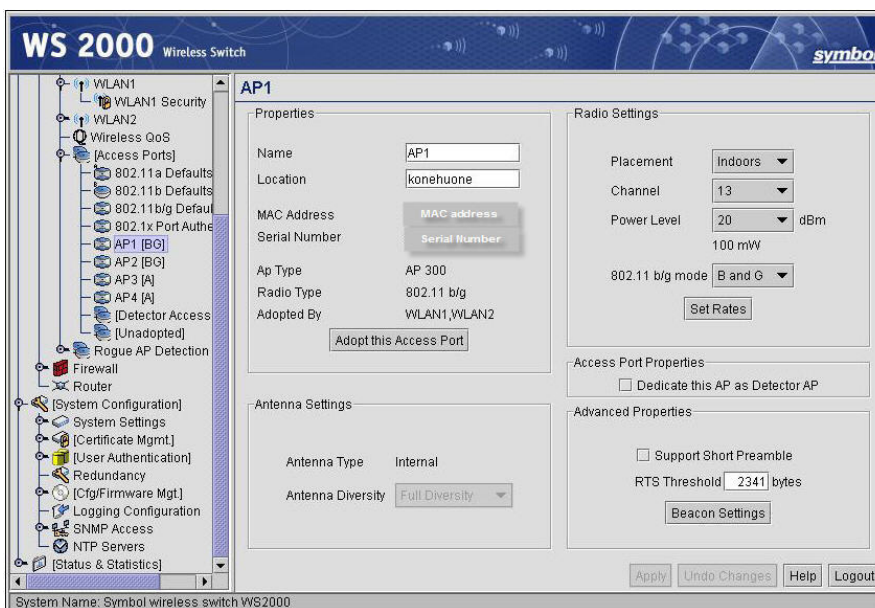 WS 2000 Wireless Switch
symbol
WLAN1
WLAN1 Security
WLAN2
Wireless QoS
[Access Ports]
802.11a Defaults
802.11b Defaults
802.11b/g Defaul
802.1x Port Authe
AP1 [BG]
AP2 [BG]
AP3 [A]
AP4 [A]
[Detector Access
[Unadopted]
Rogue AP Detection
Firewall
Router
[System Configuration]
System Settings
[Certificate Mgmt.]
[User Authentication]
Redundancy
[Cfg/Firmware Mgt.]
Logging Configuration
SNMP Access
NTP Servers
[Status & Statistics]
AP1
Properties
Name AP1
Location konehuone
MAC Address MAC address
Serial Number Serial Number
Ap Type AP 300
Radio Type 802.11 b/g
Adopted By WLAN1,WLAN2
Adopt this Access Port
Antenna Settings
Antenna Type Internal
Antenna Diversity Full Diversity
Radio Settings
Placement Indoors
Channel 13
Power Level 20 dBm
100 mW
802.11 b/g mode B and G
Set Rates
Access Port Properties
Dedicate this AP as Detector AP
Advanced Properties
Support Short Preamble
RTS Threshold 2341 bytes
Beacon Settings
Apply Undo Changes Help Logout
System Name: Symbol wireless switch WS2000